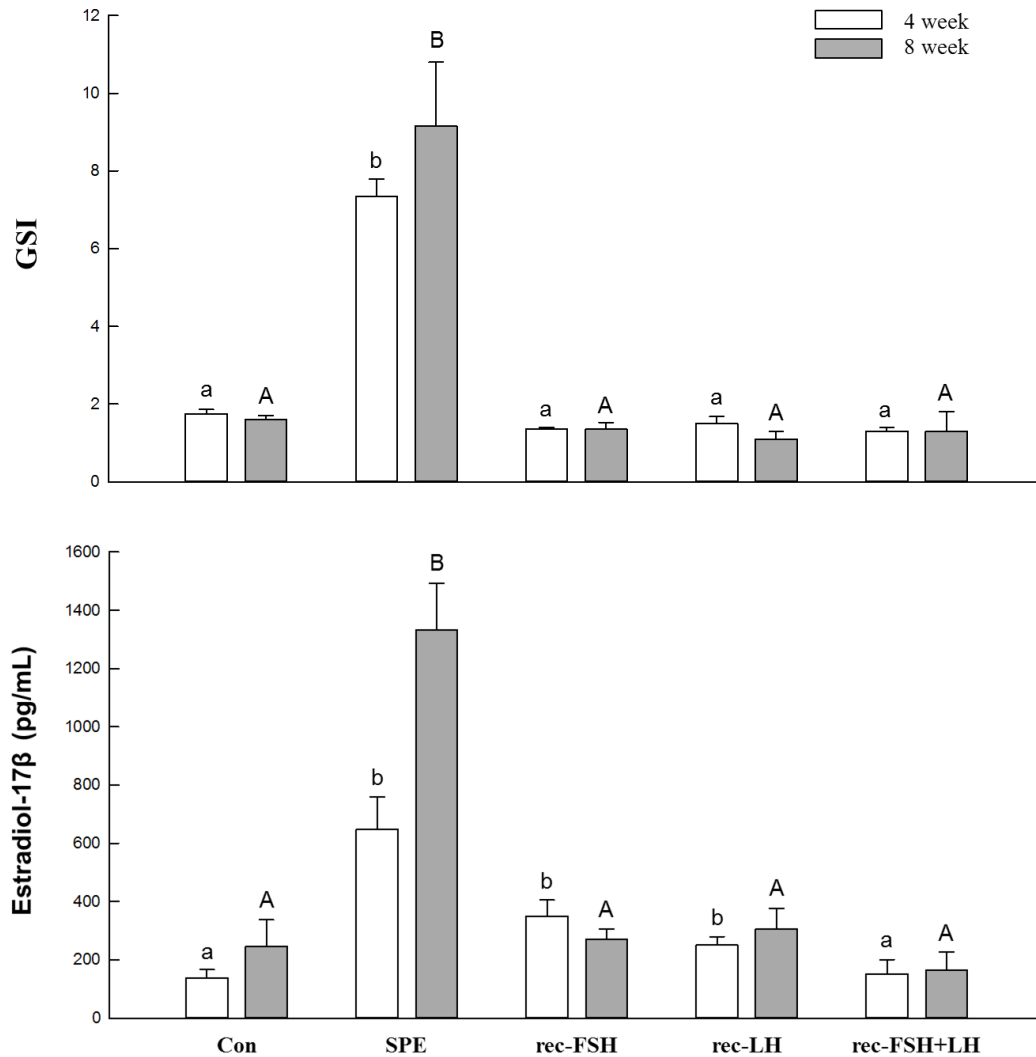 4 week
8 week
12
10
8
6
4
2
0
GSI
a
A
b
B
a
A
a
A
a
A
1600
1400
1200
1000
800
600
400
200
0
Estradiol-17β (pg/mL)
a
A
b
B
b
A
b
A
a
A
Con SPE rec-FSH rec-LH rec-FSH+LH